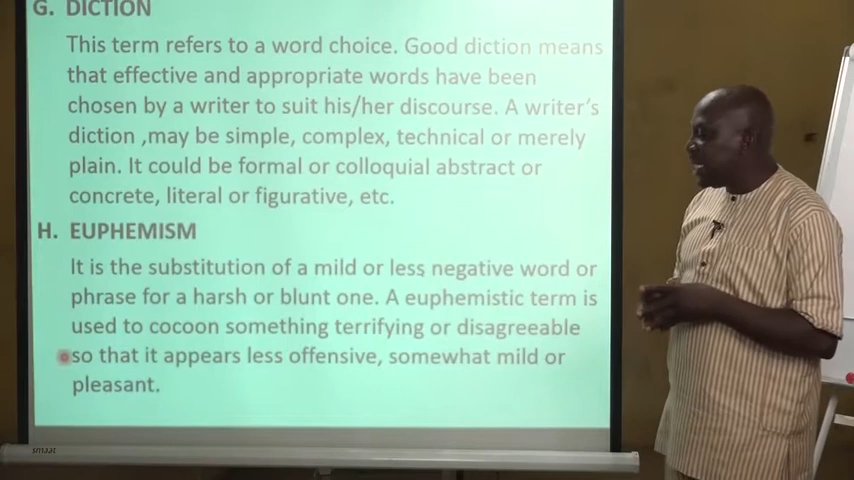 G. DICTION
This term refers to a word choice. Good diction means
that effective and appropriate words have been
chosen by a writer to suit his/her discourse. A writer's
diction ,may be simple, complex, technical or merely
plain. It could be formal or colloquial abstract or
concrete, literal or figurative, etc.
H. EUPHEMISM
It is the substitution of a mild or less negative word or
phrase for a harsh or blunt one. A euphemistic term is
used to cocoon something terrifying or disagreeable
so that it appears less offensive, somewhat mild or
pleasant.
smaat